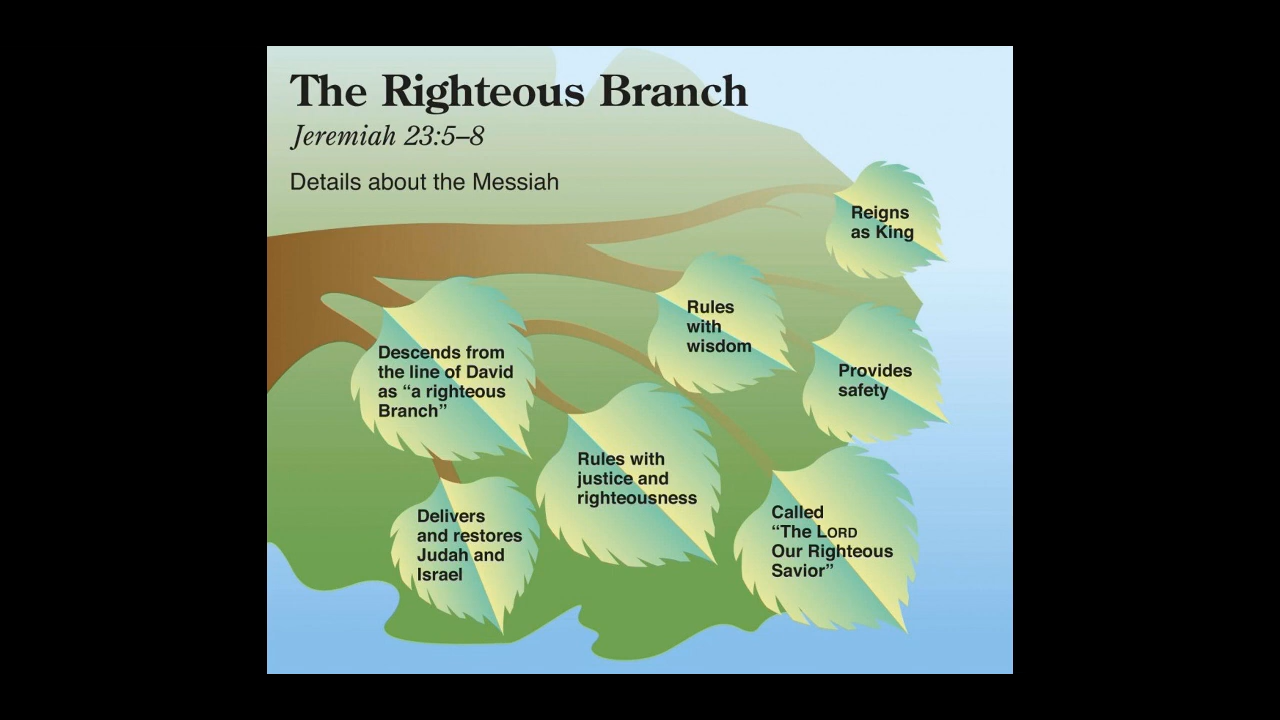 The Righteous Branch
Jeremiah 23:5–8
Details about the Messiah
Reigns
as King
Rules
with
wisdom
Descends from
the line of David
as “a righteous
Branch”
Provides
safety
Rules with
justice and
righteousness
Delivers
and restores
Judah and
Israel
Called
“The LORD
Our Righteous
Savior”